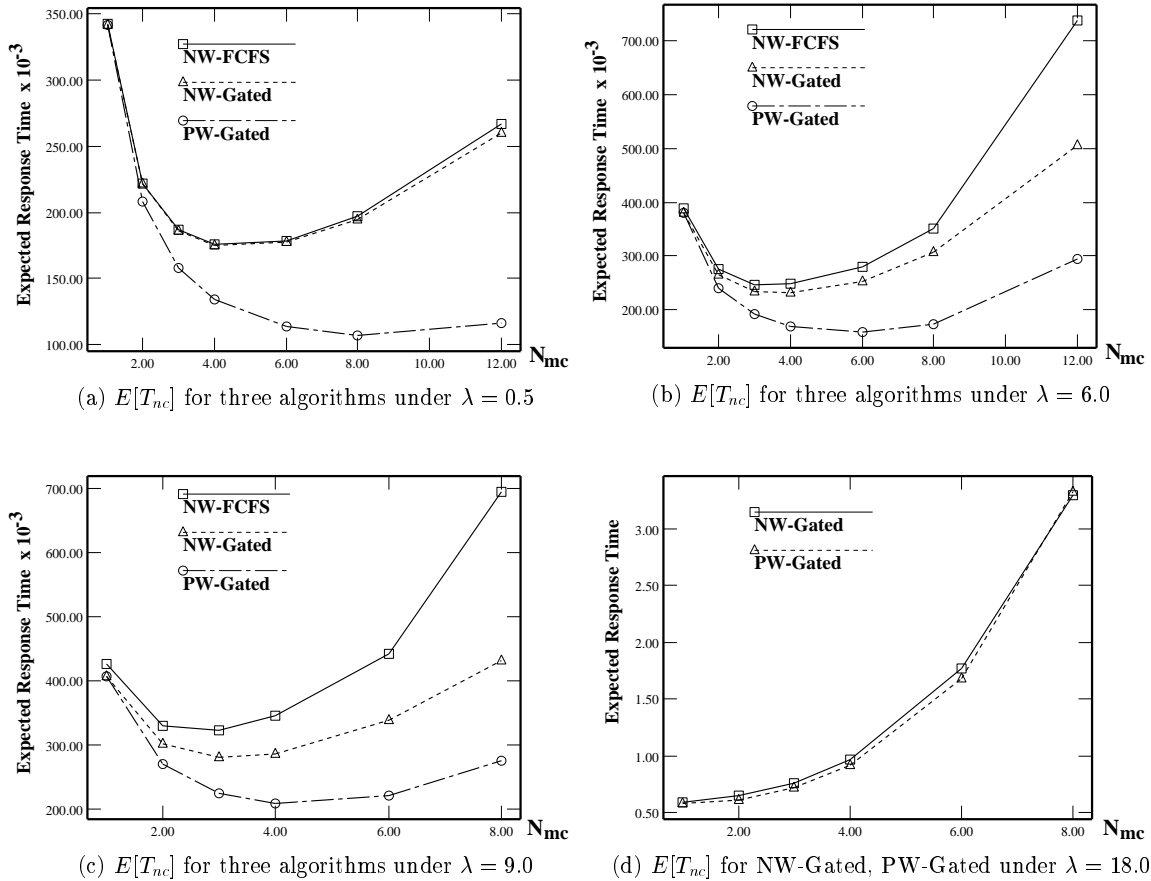 Expected Response Time x 10-3
350.00
300.00
250.00
200.00
150.00
100.00
NW-FCFS
NW-Gated
PW-Gated
2.00 4.00 6.00 8.00 10.00 12.00
Nmc
(a) E[Tnc] for three algorithms under λ = 0.5
Expected Response Time x 10-3
700.00
600.00
500.00
400.00
300.00
200.00
NW-FCFS
NW-Gated
PW-Gated
2.00 4.00 6.00 8.00 10.00 12.00
Nmc
(b) E[Tnc] for three algorithms under λ = 6.0
Expected Response Time x 10-3
700.00
600.00
500.00
400.00
300.00
200.00
NW-FCFS
NW-Gated
PW-Gated
2.00 4.00 6.00 8.00
Nmc
(c) E[Tnc] for three algorithms under λ = 9.0
Expected Response Time
3.00
2.50
2.00
1.50
1.00
0.50
NW-Gated
PW-Gated
2.00 4.00 6.00 8.00
Nmc
(d) E[Tnc] for NW-Gated, PW-Gated under λ = 18.0